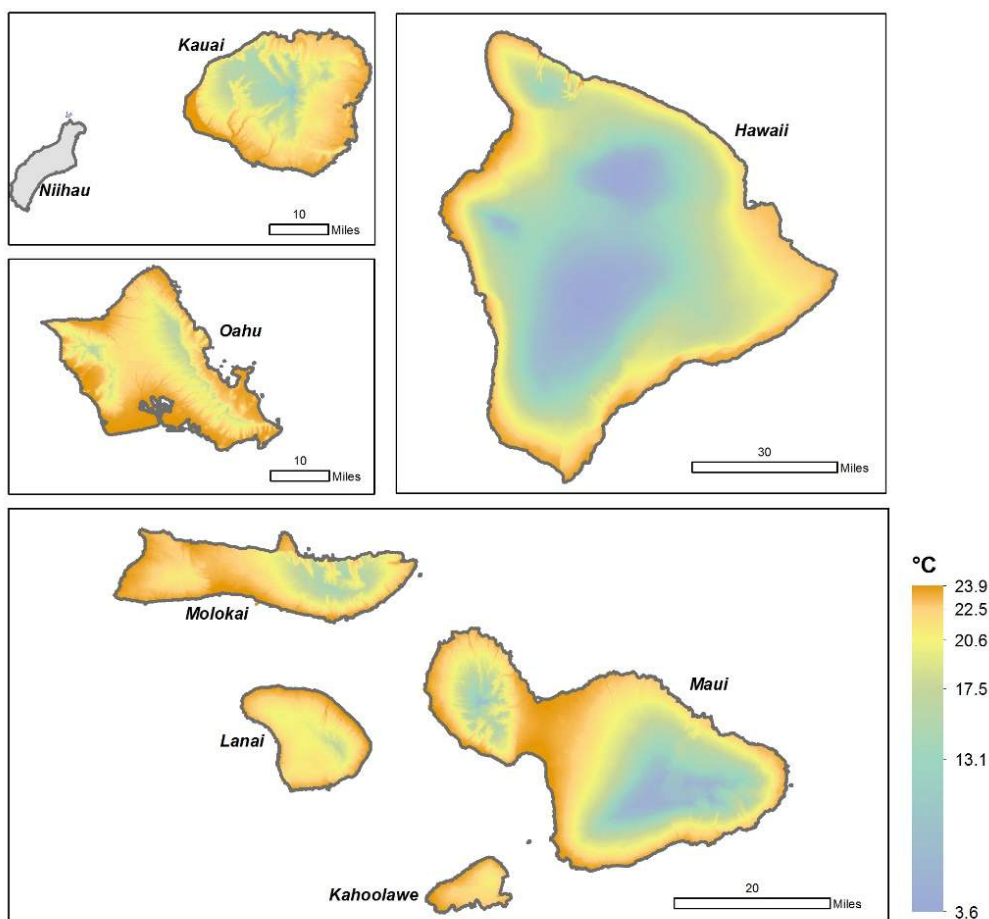 Kauai
Niihau
10
Miles
Oahu
10
Miles
Hawaii
30
Miles
Molokai
Lanai
Maui
Kahoolawe
20
Miles
°C
23.9
22.5
20.6
17.5
13.1
3.6